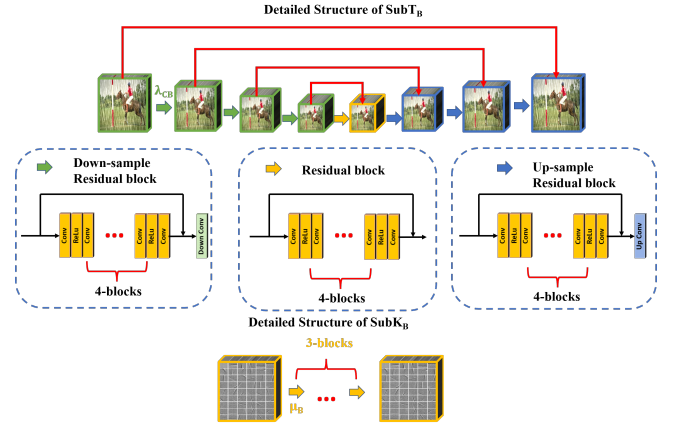 Detailed Structure of SubT_B
λ_CB
Down-sample
Residual block
Conv
ReLu
Conv
Conv
ReLu
Conv
Down Conv
4-blocks
Residual block
Conv
ReLu
Conv
Conv
ReLu
Conv
4-blocks
Up-sample
Residual block
Conv
ReLu
Conv
Conv
ReLu
Conv
Up Conv
4-blocks
Detailed Structure of SubK_B
3-blocks
μ_B